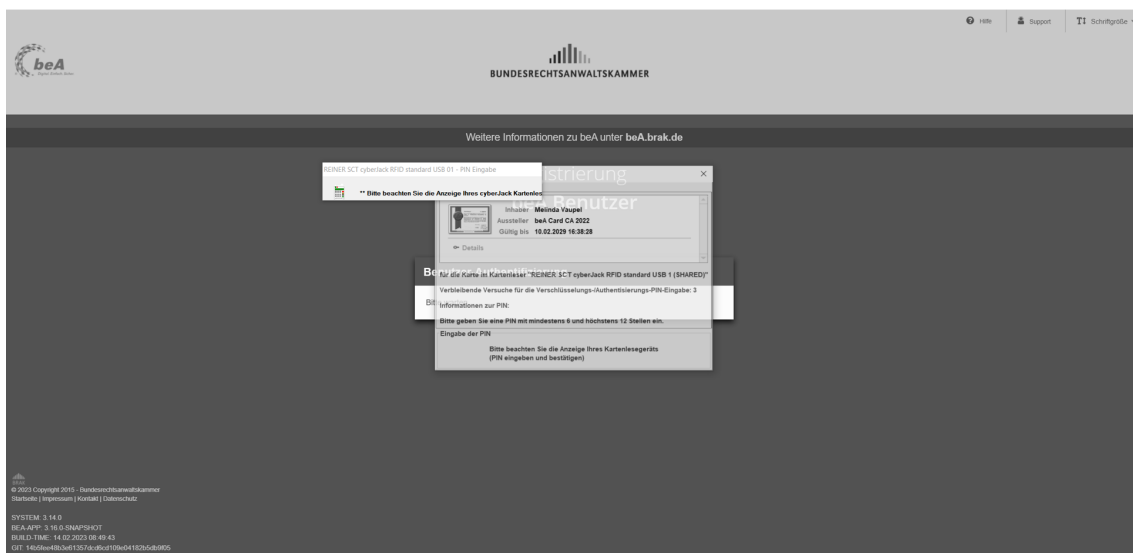 Hilfe
Support
TI Schriftgröße
beA
BUNDESRECHTSANWALTSKAMMER
Weitere Informationen zu beA unter beA.brak.de
REINER SCT cyberJack RFID standard USB 01 - PIN Eingabe
istrierung
** Bitte beachten Sie die Anzeige Ihres cyberJack Kartenles
Benutzer
Inhaber Melinda Vaupel
Aussteller beA Card CA 2022
Gültig bis 10.02.2029 16:38:28
Details
für die Karte in Kartenleser "REINER SCT cyberJack RFID standard USB 1 (SHARED)"
Verbleibende Versuche für die Verschlüsselungs-/Authentisierungs-PIN-Eingabe: 3
Informationen zur PIN:
Bitte geben Sie eine PIN mit mindestens 6 und höchstens 12 Stellen ein.
Eingabe der PIN
Bitte beachten Sie die Anzeige Ihres Kartenlesegeräts
(PIN eingeben und bestätigen)
BRAK
© 2023 Copyright 2015 - Bundesrechtsanwaltskammer
Startseite | Impressum | Kontakt | Datenschutz
SYSTEM: 3.14.0
BEA-APP: 3.16.0-SNAPSHOT
BUILD-TIME: 14.02.2023 08:49:43
GIT: 14b5fee48b3e61357dcd6cd109e04182b5db9f05